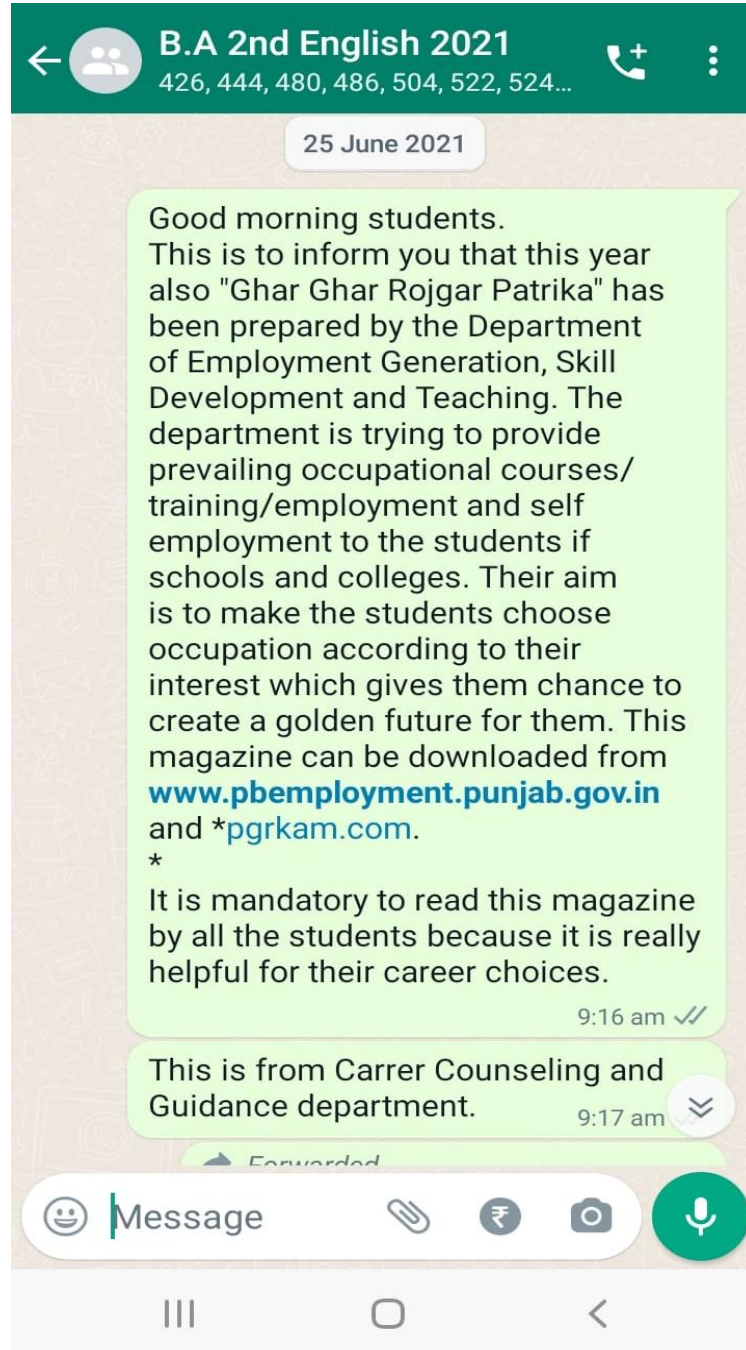 B.A 2nd English 2021
426, 444, 480, 486, 504, 522, 524...
25 June 2021
Good morning students.
This is to inform you that this year
also "Ghar Ghar Rojgar Patrika" has
been prepared by the Department
of Employment Generation, Skill
Development and Teaching. The
department is trying to provide
prevailing occupational courses/
training/employment and self
employment to the students if
schools and colleges. Their aim
is to make the students choose
occupation according to their
interest which gives them chance to
create a golden future for them. This
magazine can be downloaded from
www.pbemployment.punjab.gov.in
and *pgrkam.com.
*
It is mandatory to read this magazine
by all the students because it is really
helpful for their career choices.
9:16 am
This is from Carrer Counseling and
Guidance department.
9:17 am
Forwarded
Message